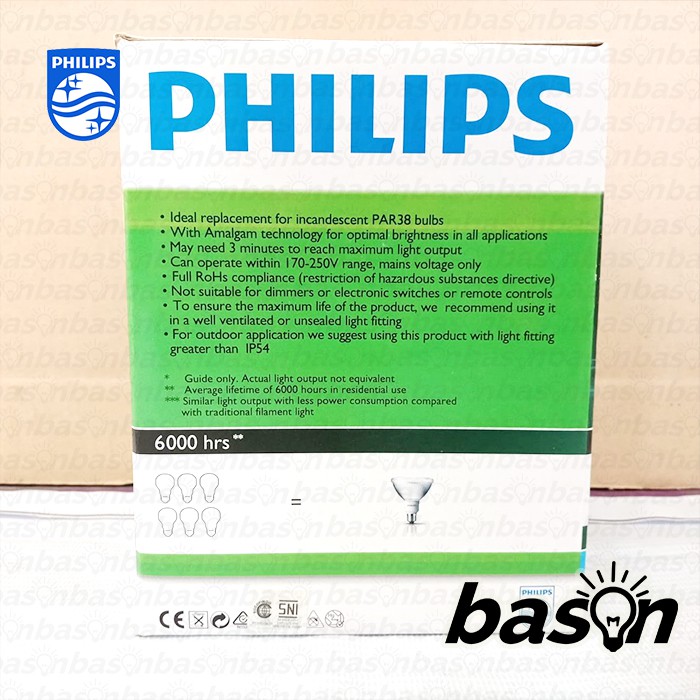 PHILIPS
PHILIPS
• Ideal replacement for incandescent PAR38 bulbs
• With Amalgam technology for optimal brightness in all applications
• May need 3 minutes to reach maximum light output
• Can operate within 170-250V range, mains voltage only
• Full RoHs compliance (restriction of hazardous substances directive)
• Not suitable for dimmers or electronic switches or remote controls
• To ensure the maximum life of the product, we recommend using it
in a well ventilated or unsealed light fitting
• For outdoor application we suggest using this product with light fitting
greater than IP54
* Guide only. Actual light output not equivalent
** Average lifetime of 6000 hours in residential use
*** Similar light output with less power consumption compared
with traditional filament light
6000 hrs**
=
CE
SNI
PHILIPS
bason